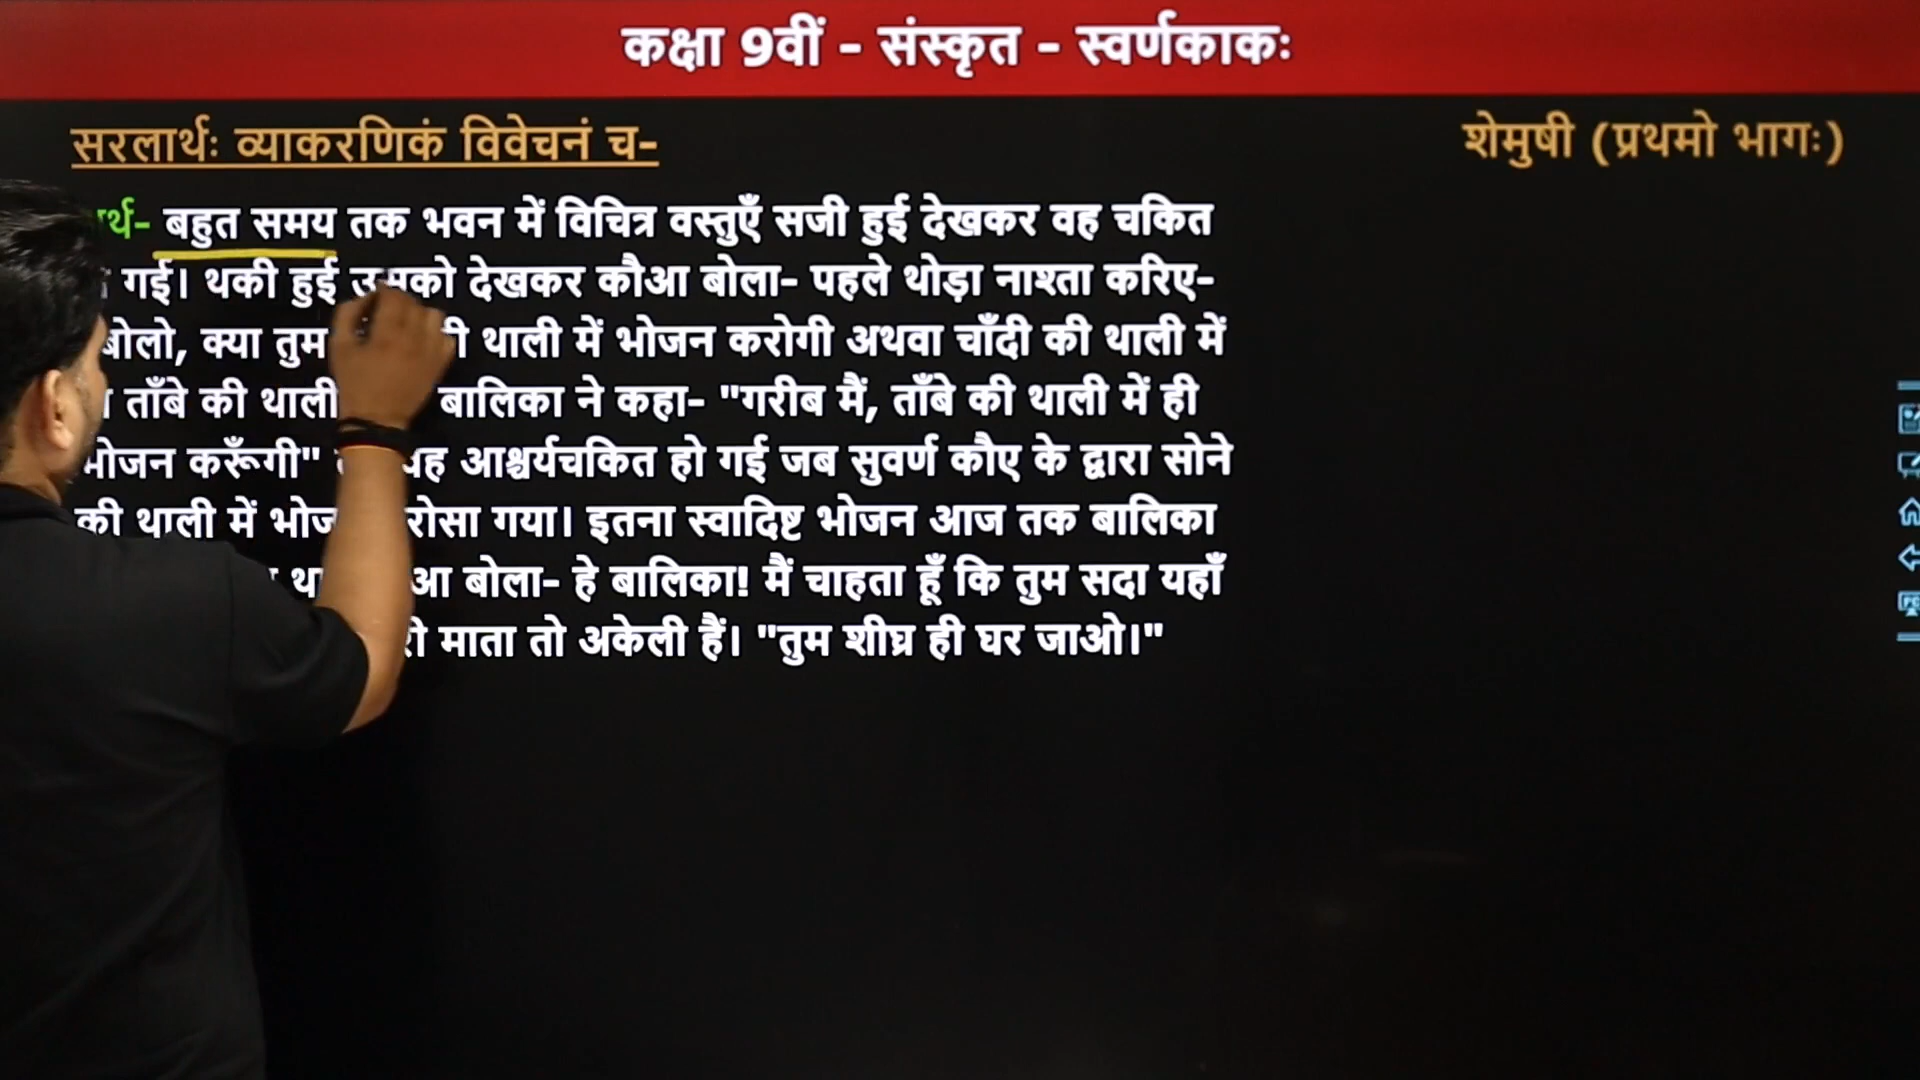 कक्षा 9वीं - संस्कृत - स्वर्णकाकः
सरलार्थः व्याकरणिकं विवेचनं च-
शेमुषी (प्रथमो भागः)
बहुत समय तक भवन में विचित्र वस्तुएँ सजी हुई देखकर वह चकित
गई। थकी हुई उसको देखकर कौआ बोला- पहले थोड़ा नाश्ता करिए-
बोलो, क्या तुम थाली में भोजन करोगी अथवा चाँदी की थाली में
ताँबे की थाली बालिका ने कहा- "गरीब मैं, ताँबे की थाली में ही
भोजन करूँगी" वह आश्चर्यचकित हो गई जब सुवर्ण कौए के द्वारा सोने
की थाली में गया। इतना स्वादिष्ट भोजन आज तक बालिका
बोला- हे बालिका! मैं चाहता हूँ कि तुम सदा यहाँ
माता तो अकेली हैं। "तुम शीघ्र ही घर जाओ।"